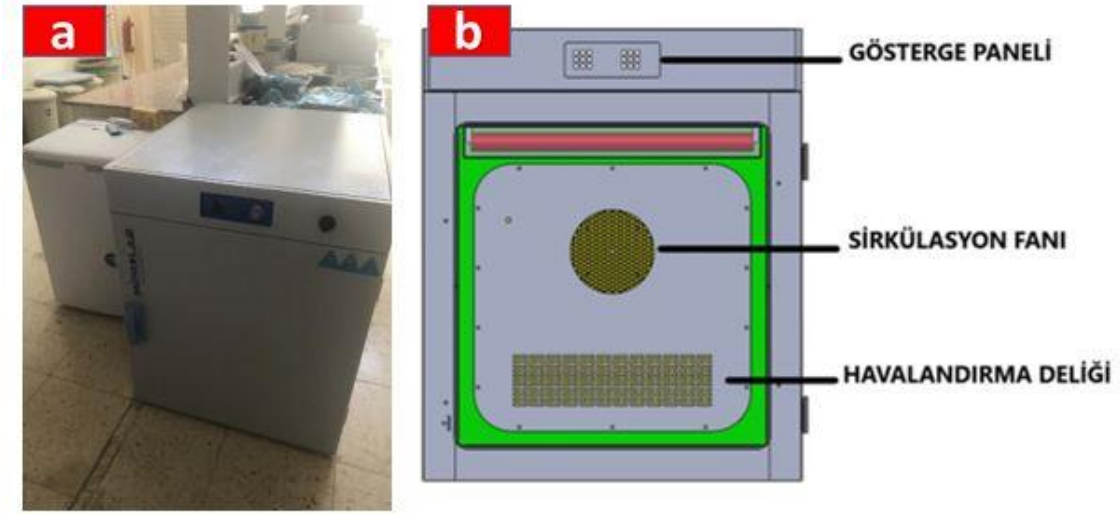 a
b
GÖSTERGE PANELİ
SİRKÜLASYON FANI
HAVALANDIRMA DELİĞİ